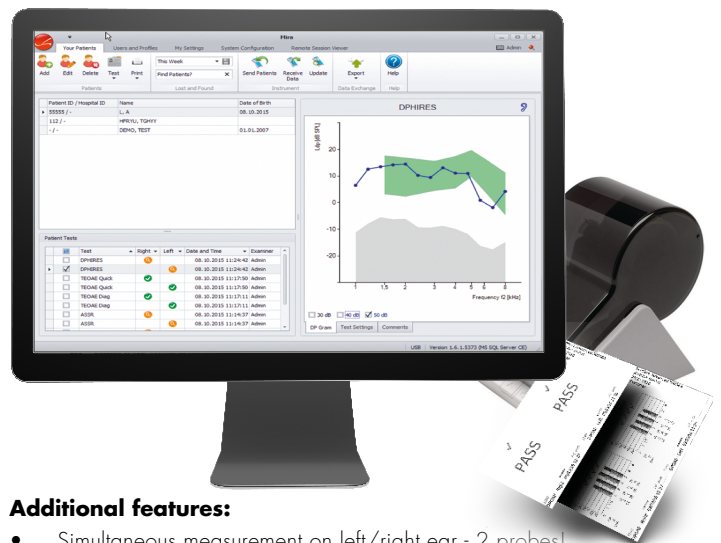 Mira
Your Patients Users and Profiles My Settings System Configuration Remote Session Viewer Admin
This Week
Find Patients? X
Add Edit Delete Test Print Send Patients Receive Data Update Export Help
Patients Lost and Found Instrument Data Exchange Help
Patient ID / Hospital ID Name Date of Birth
55555 / - L, A 08.10.2015
112 / - HFRYU, TGHYY
- / - DEMO, TEST 01.01.2007
Patient Tests
Test Right Left Date and Time Examiner
DPHIRES 08.10.2015 11:24:42 Admin
DPHIRES 08.10.2015 11:24:42 Admin
TEOAE Quick 08.10.2015 11:17:50 Admin
TEOAE Quick 08.10.2015 11:17:50 Admin
TEOAE Diag 08.10.2015 11:17:11 Admin
TEOAE Diag 08.10.2015 11:17:11 Admin
ASSR 08.10.2015 11:14:37 Admin
ASSR 08.10.2015 11:14:37 Admin
DPHIRES
Ldp [dB SPL]
20
10
0
-10
-20
1 1,5 2 3 4 5 6 8
Frequency f2 [kHz]
30 dB 40 dB 50 dB
DP Gram Test Settings Comments
USB Version 1.6.1.5373 (MS SQL Server CE)
PASS
PASS
Additional features:
• Simultaneous measurement on left/right ear - 2 probes!